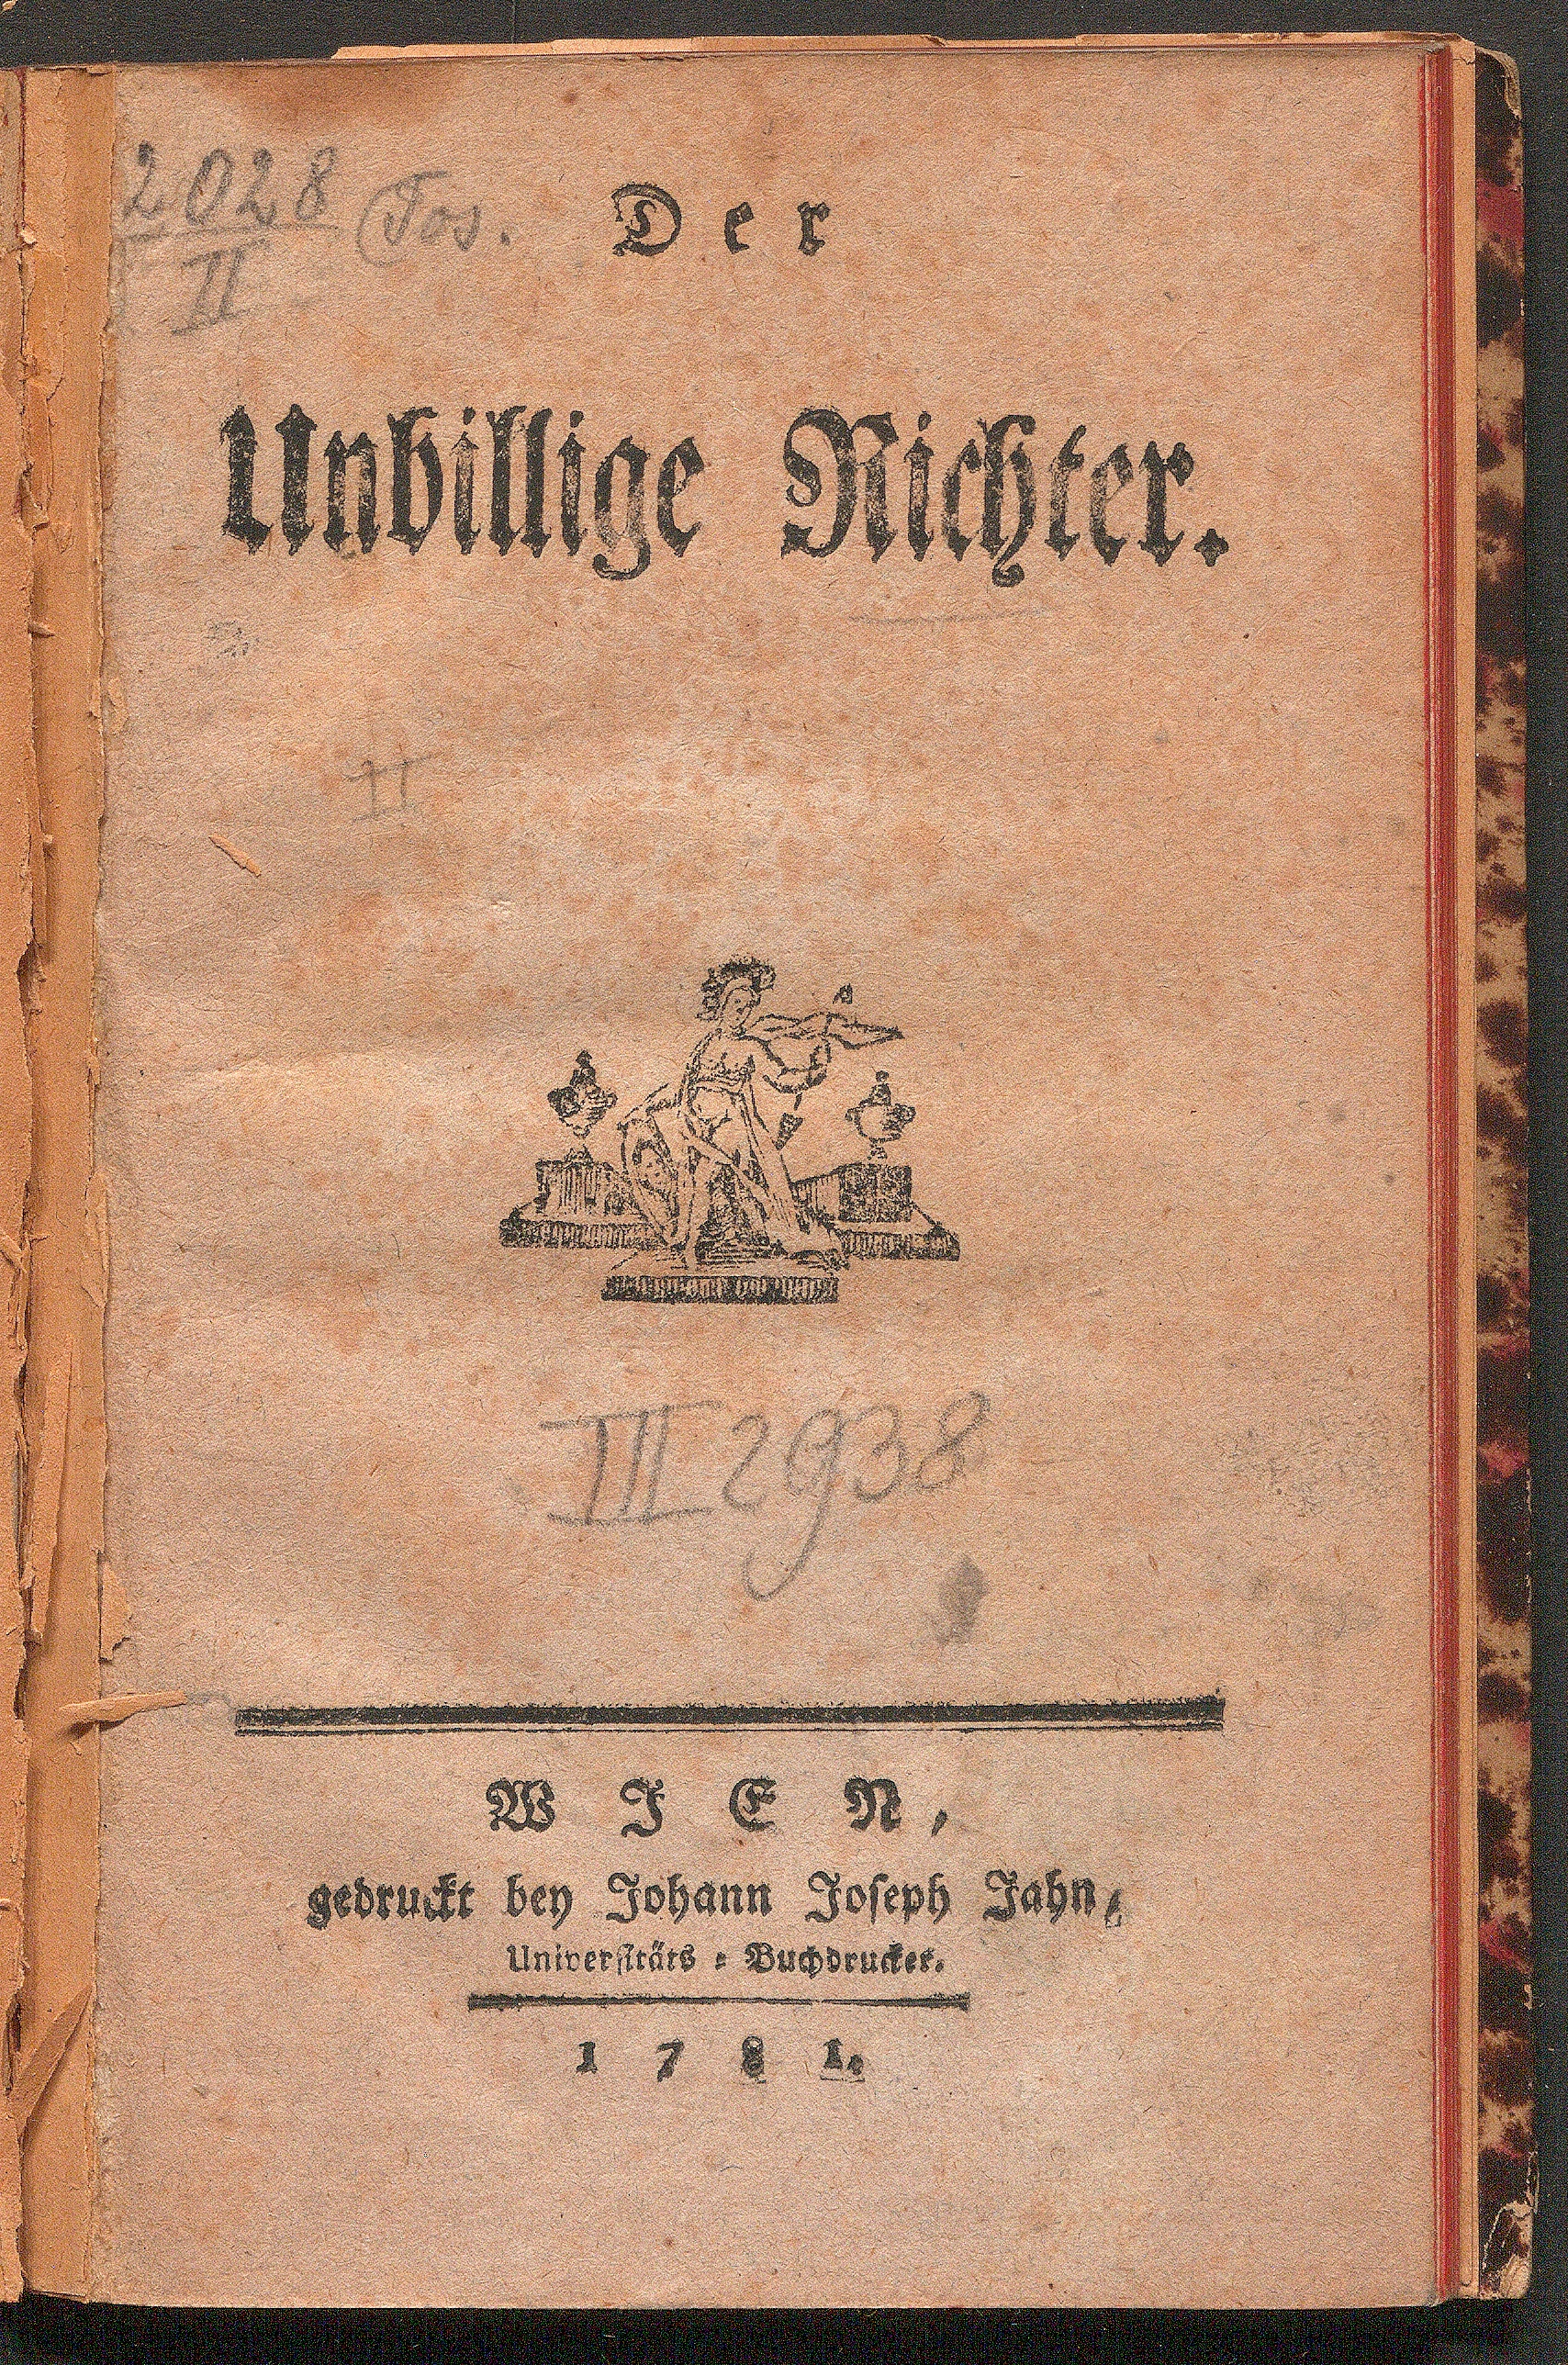 2028 Jos.
II
Der
Unbillige Richter.
II
III 2938
WIEN,
gedruckt bey Johann Joseph Jahn,
Universitäts=Buchdrucker.
1781.